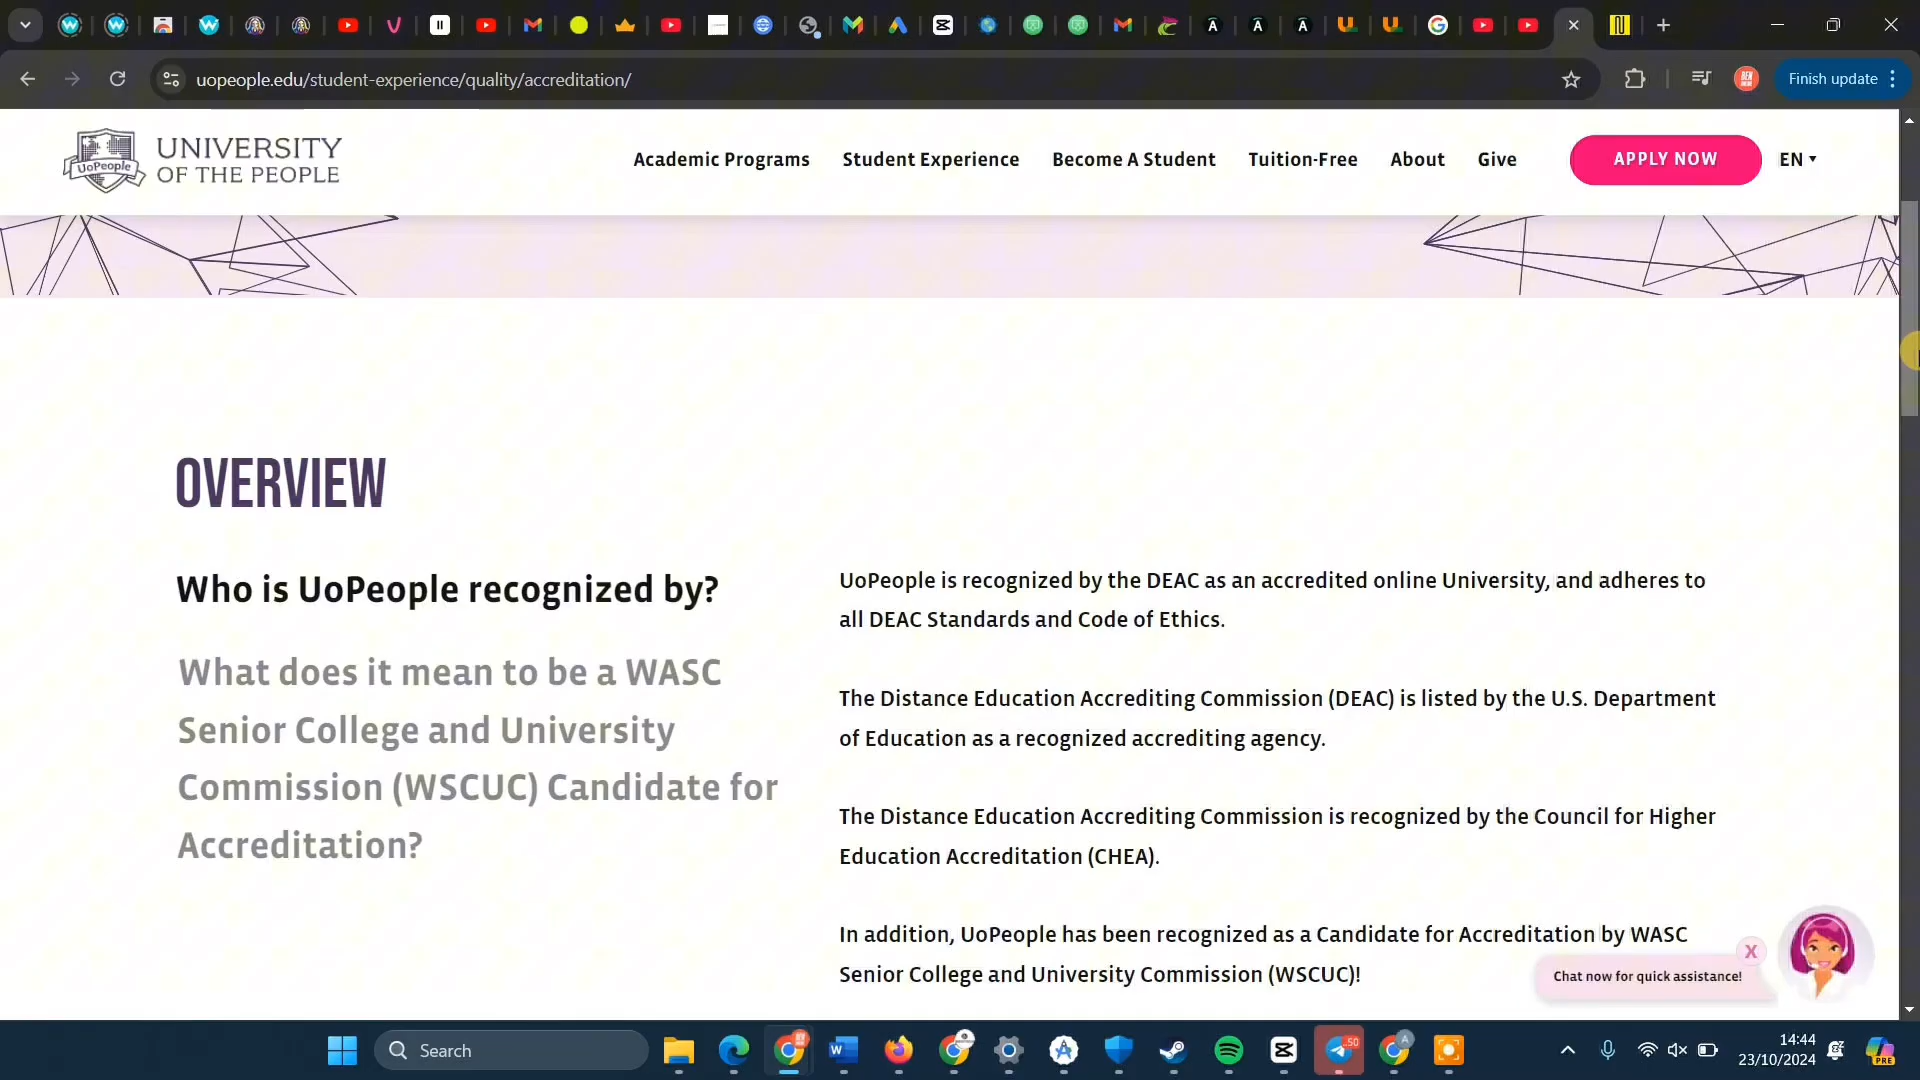 uopeople.edu/student-experience/quality/accreditation/
Finish update
UoPeople
UNIVERSITY
OF THE PEOPLE
Academic Programs
Student Experience
Become A Student
Tuition-Free
About
Give
APPLY NOW
EN
OVERVIEW
Who is UoPeople recognized by?
What does it mean to be a WASC
Senior College and University
Commission (WSCUC) Candidate for
Accreditation?
UoPeople is recognized by the DEAC as an accredited online University, and adheres to
all DEAC Standards and Code of Ethics.
The Distance Education Accrediting Commission (DEAC) is listed by the U.S. Department
of Education as a recognized accrediting agency.
The Distance Education Accrediting Commission is recognized by the Council for Higher
Education Accreditation (CHEA).
In addition, UoPeople has been recognized as a Candidate for Accreditation by WASC
Senior College and University Commission (WSCUC)!
X
Chat now for quick assistance!
Search
50
14:44
23/10/2024
PRE